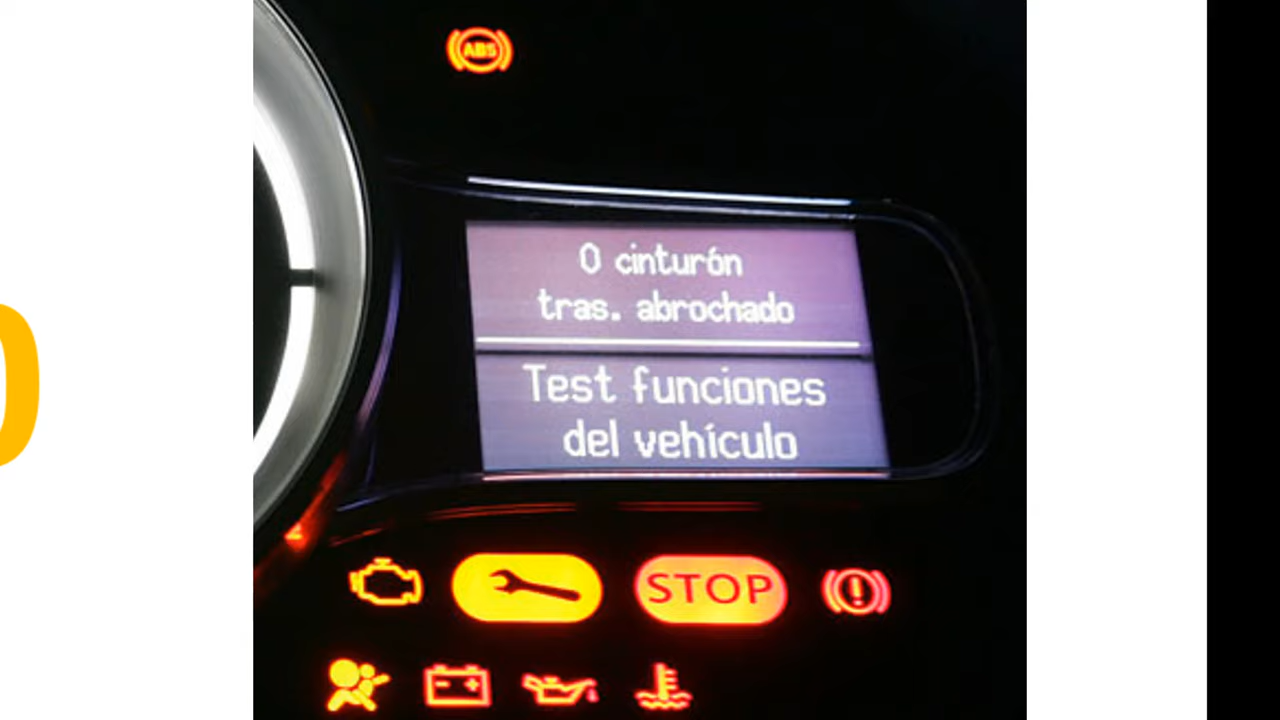 ABS
0 cinturón
tras. abrochado
Test funciones
del vehículo
STOP